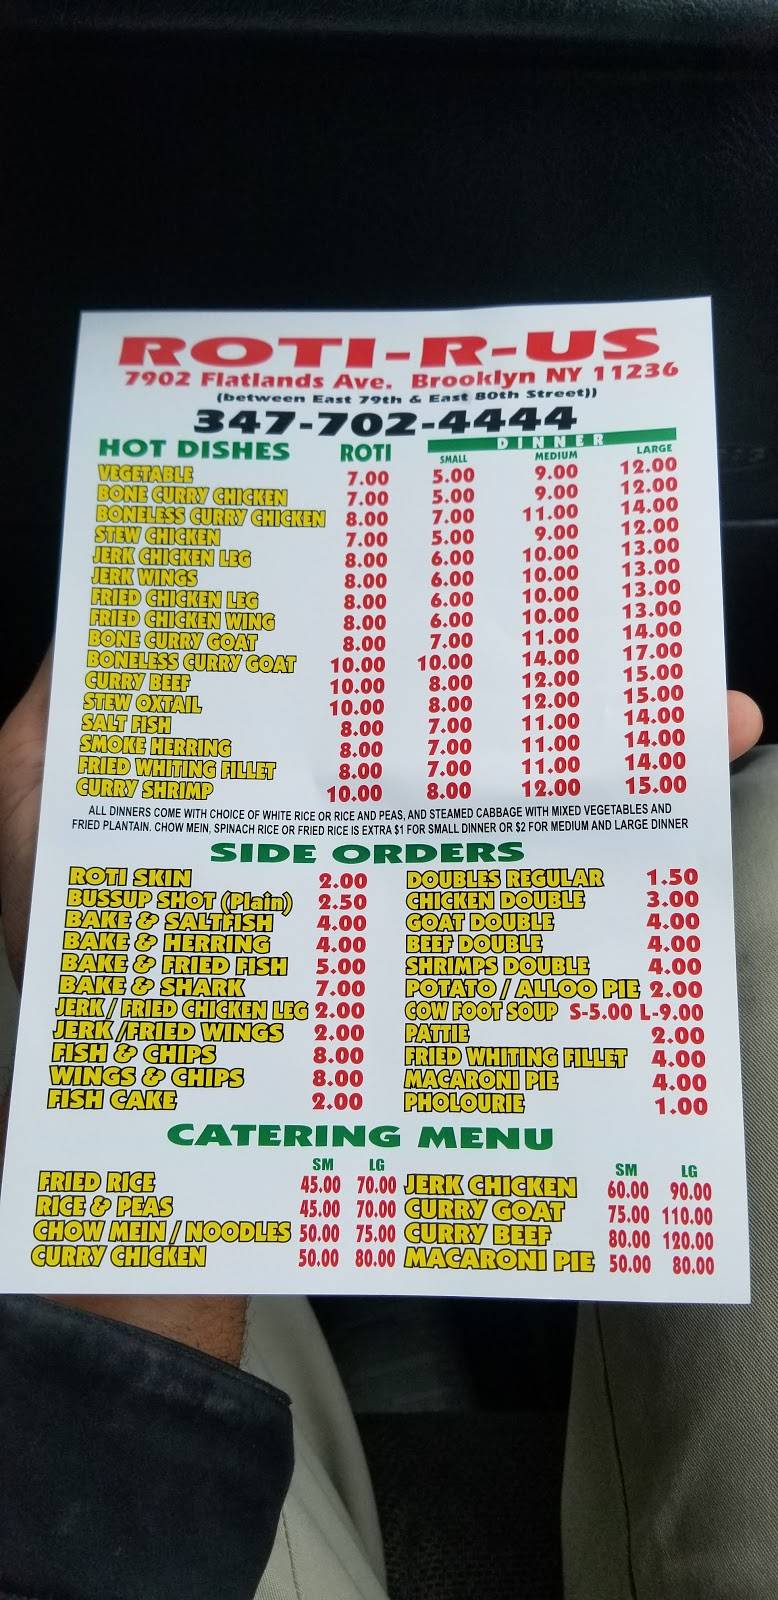 ROTI-R-US
7902 Flatlands Ave. Brooklyn NY 11236
(between East 79th & East 80th Street))
347-702-4444
HOT DISHES ROTI DINNER
SMALL MEDIUM LARGE
VEGETABLE 7.00 5.00 9.00 12.00
BONE CURRY CHICKEN 7.00 5.00 9.00 12.00
BONELESS CURRY CHICKEN 8.00 7.00 11.00 14.00
STEW CHICKEN 7.00 5.00 9.00 12.00
JERK CHICKEN LEG 8.00 6.00 10.00 13.00
JERK WINGS 8.00 6.00 10.00 13.00
FRIED CHICKEN LEG 8.00 6.00 10.00 13.00
FRIED CHICKEN WING 8.00 6.00 10.00 13.00
BONE CURRY GOAT 8.00 7.00 11.00 14.00
BONELESS CURRY GOAT 10.00 10.00 14.00 17.00
CURRY BEEF 10.00 8.00 12.00 15.00
STEW OXTAIL 10.00 8.00 12.00 15.00
SALT FISH 8.00 7.00 11.00 14.00
SMOKE HERRING 8.00 7.00 11.00 14.00
FRIED WHITING FILLET 8.00 7.00 11.00 14.00
CURRY SHRIMP 10.00 8.00 12.00 15.00
ALL DINNERS COME WITH CHOICE OF WHITE RICE OR RICE AND PEAS, AND STEAMED CABBAGE WITH MIXED VEGETABLES AND
FRIED PLANTAIN. CHOW MEIN, SPINACH RICE OR FRIED RICE IS EXTRA $1 FOR SMALL DINNER OR $2 FOR MEDIUM AND LARGE DINNER
SIDE ORDERS
ROTI SKIN 2.00 DOUBLES REGULAR 1.50
BUSSUP SHOT (Plain) 2.50 CHICKEN DOUBLE 3.00
BAKE & SALTFISH 4.00 GOAT DOUBLE 4.00
BAKE & HERRING 4.00 BEEF DOUBLE 4.00
BAKE & FRIED FISH 5.00 SHRIMPS DOUBLE 4.00
BAKE & SHARK 7.00 POTATO / ALLOO PIE 2.00
JERK / FRIED CHICKEN LEG 2.00 COW FOOT SOUP S-5.00 L-9.00
JERK /FRIED WINGS 2.00 PATTIE 2.00
FISH & CHIPS 8.00 FRIED WHITING FILLET 4.00
WINGS & CHIPS 8.00 MACARONI PIE 4.00
FISH CAKE 2.00 PHOLOURIE 1.00
CATERING MENU
SM LG SM LG
FRIED RICE 45.00 70.00 JERK CHICKEN 60.00 90.00
RICE & PEAS 45.00 70.00 CURRY GOAT 75.00 110.00
CHOW MEIN / NOODLES 50.00 75.00 CURRY BEEF 80.00 120.00
CURRY CHICKEN 50.00 80.00 MACARONI PIE 50.00 80.00